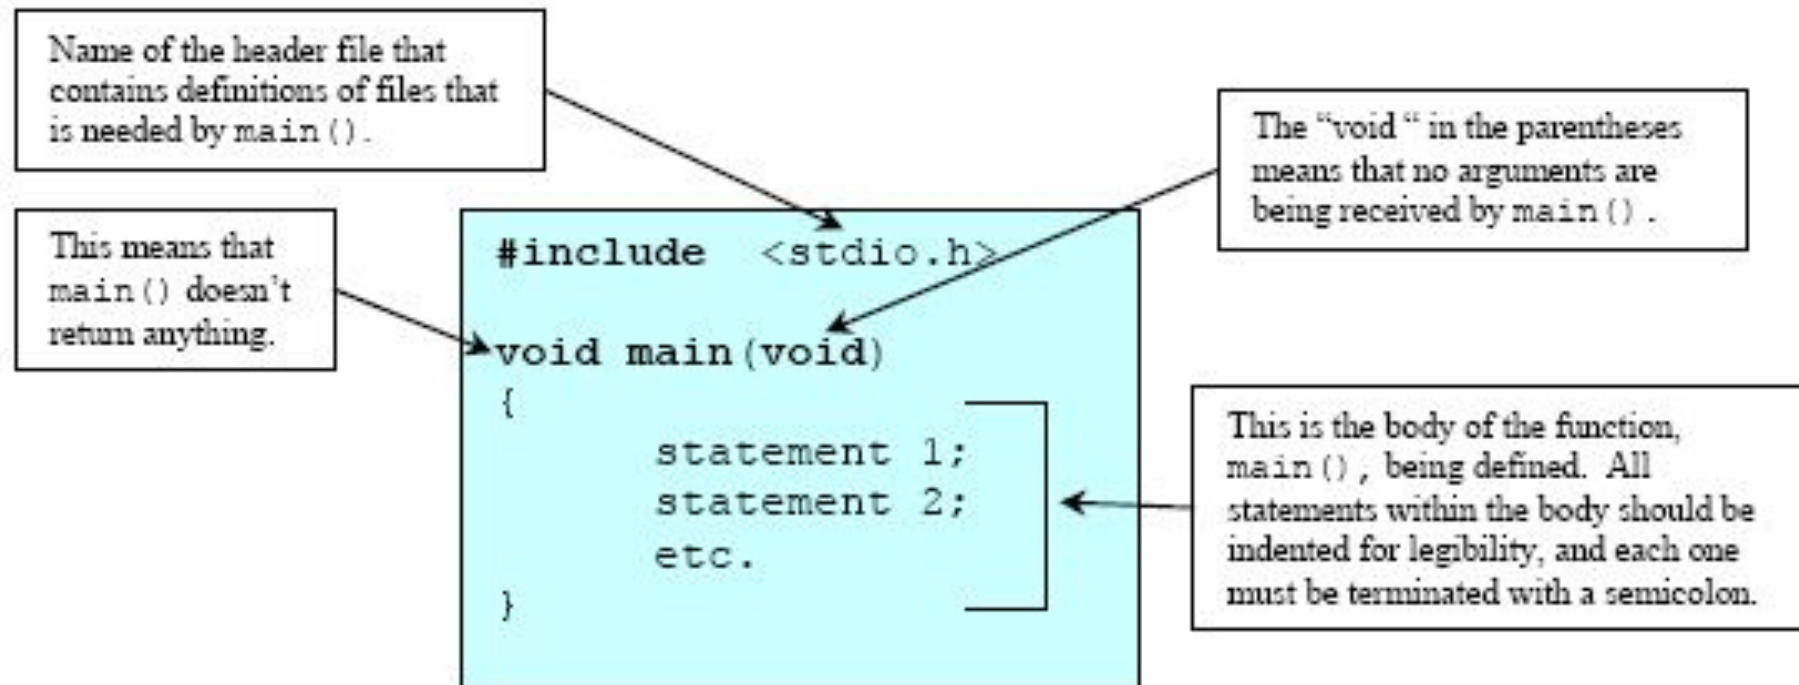 Name of the header file that
contains definitions of files that
is needed by main().
The “void “ in the parentheses
means that no arguments are
being received by main().
This means that
main() doesn't
return anything.
#include <stdio.h>
void main(void)
{
statement 1;
statement 2;
etc.
}
This is the body of the function,
main(), being defined. All
statements within the body should be
indented for legibility, and each one
must be terminated with a semicolon.